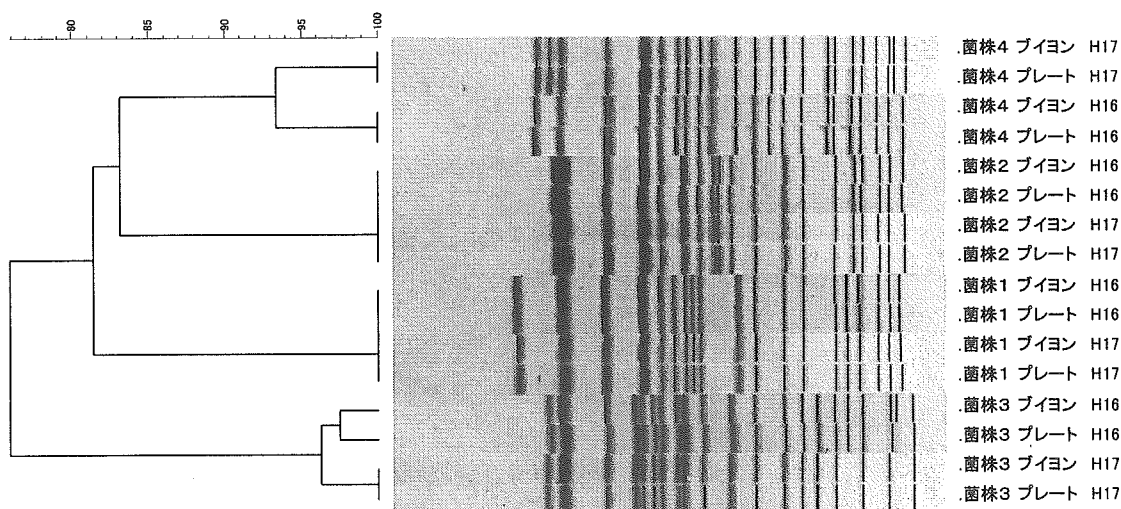 80
85
90
95
100
.菌株4 ブイヨン H17
.菌株4 プレート H17
.菌株4 ブイヨン H16
.菌株4 プレート H16
.菌株2 ブイヨン H16
.菌株2 プレート H16
.菌株2 ブイヨン H17
.菌株2 プレート H17
.菌株1 ブイヨン H16
.菌株1 プレート H16
.菌株1 ブイヨン H17
.菌株1 プレート H17
.菌株3 ブイヨン H16
.菌株3 プレート H16
.菌株3 ブイヨン H17
.菌株3 プレート H17